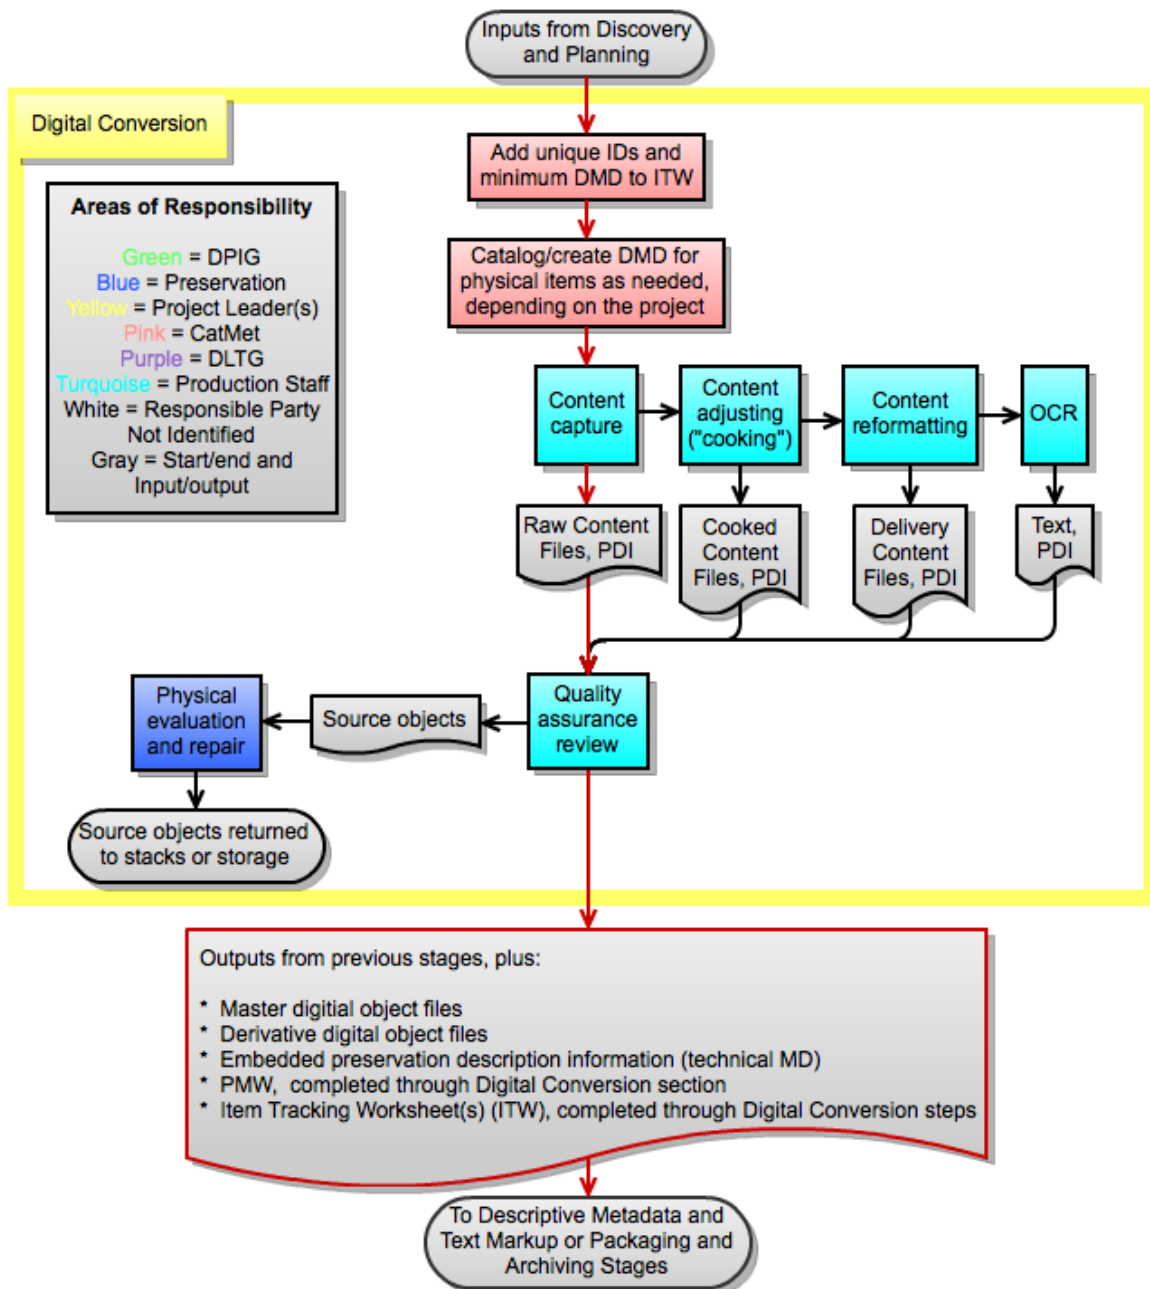 Inputs from Discovery
and Planning
Digital Conversion
Add unique IDs and
minimum DMD to ITW
Areas of Responsibility
Green = DPIG
Blue = Preservation
Yellow = Project Leader(s)
Pink = CatMet
Purple = DLTG
Turquoise = Production Staff
White = Responsible Party
Not Identified
Gray = Start/end and
Input/output
Catalog/create DMD for
physical items as needed,
depending on the project
Content
capture
Content
adjusting
("cooking")
Content
reformatting
OCR
Raw Content
Files, PDI
Cooked
Content
Files, PDI
Delivery
Content
Files, PDI
Text,
PDI
Physical
evaluation
and repair
Source objects
Quality
assurance
review
Source objects returned
to stacks or storage
Outputs from previous stages, plus:
* Master digitial object files
* Derivative digital object files
* Embedded preservation description information (technical MD)
* PMW, completed through Digital Conversion section
* Item Tracking Worksheet(s) (ITW), completed through Digital Conversion steps
To Descriptive Metadata and
Text Markup or Packaging and
Archiving Stages